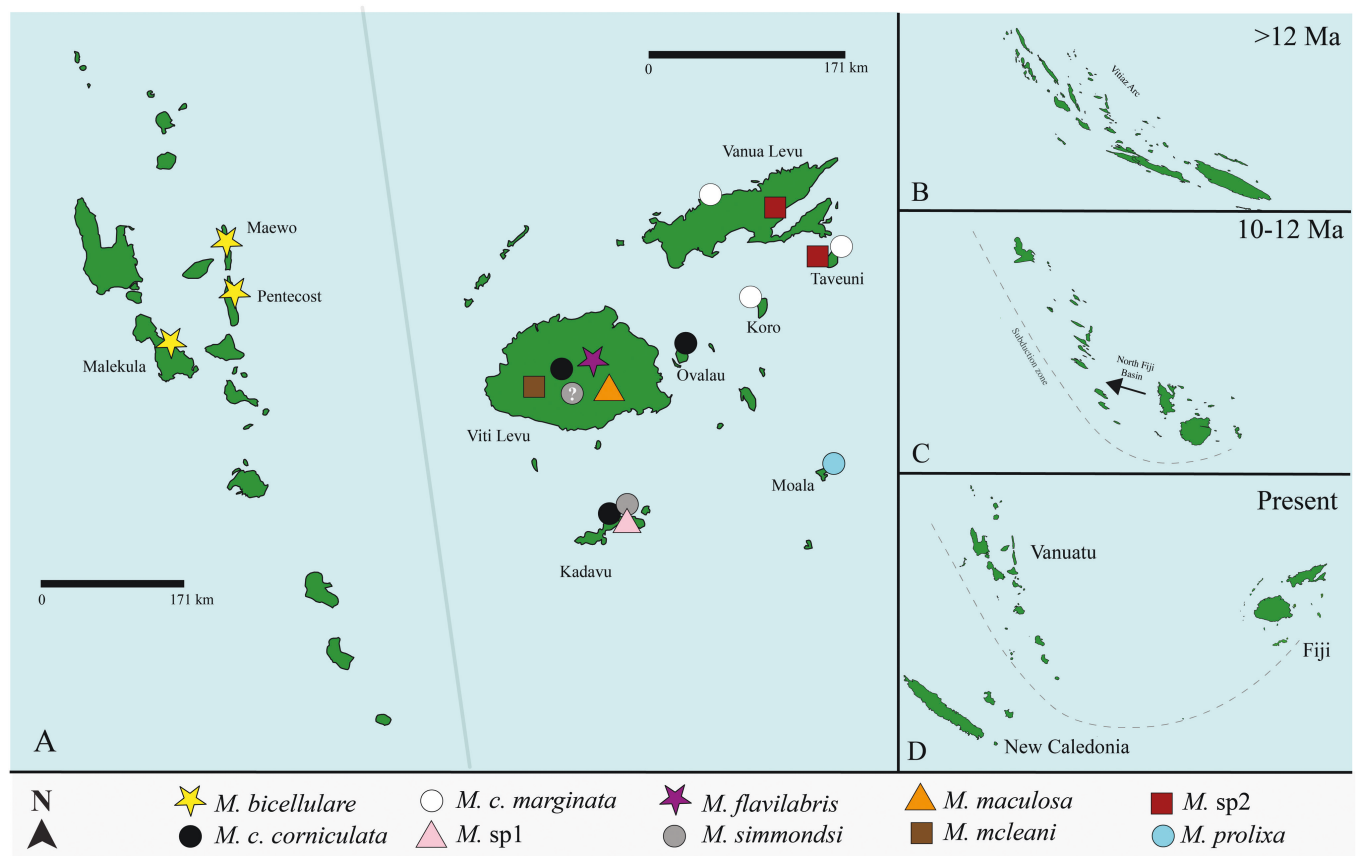 0 171 km
Vanua Levu
Maewo
Pentecost
Malekula
Taveuni
Koro
Ovalau
?
Viti Levu
Moala
Kadavu
0 171 km
A
>12 Ma
Vitiaz Arc
B
10-12 Ma
Subduction zone
North Fiji
Basin
C
Present
Vanuatu
Fiji
New Caledonia
D
N
M. bicellulare
M. c. marginata
M. flavilabris
M. maculosa
M. sp2
M. c. corniculata
M. sp1
M. simmondsi
M. mcleani
M. prolixa